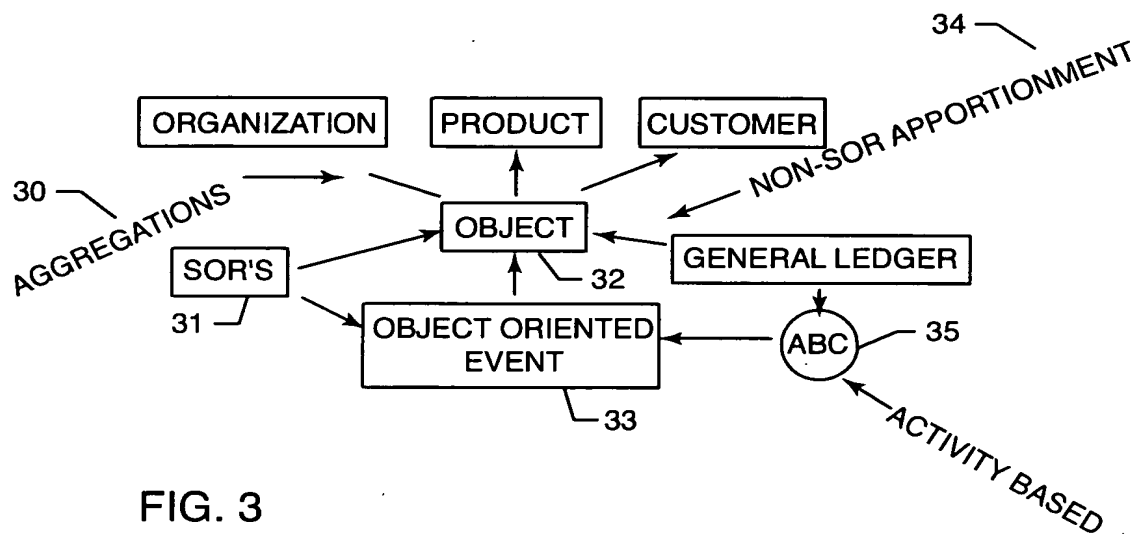 34
NON-SOR APPORTIONMENT
ORGANIZATION
PRODUCT
CUSTOMER
30
AGGREGATIONS
OBJECT
32
SOR'S
31
GENERAL LEDGER
OBJECT ORIENTED
EVENT
33
ABC
35
ACTIVITY BASED
FIG. 3